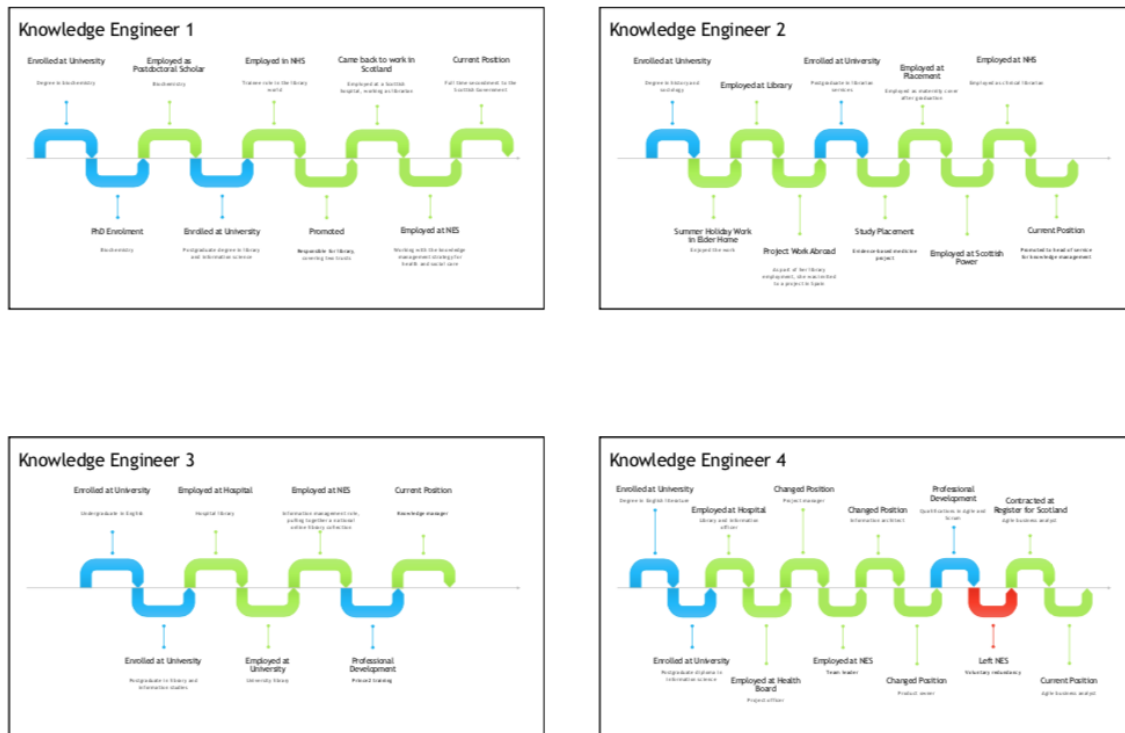 Knowledge Engineer 1
Enrolled at University
Degree in biochemistry
Employed as
Postdoctoral Scholar
Biochemistry
Employed in NHS
Trainee role in the library
world
Came back to work in
Scotland
Employed at a Scottish
hospital, working as librarian
Current Position
Full time secondment to the
Scottish Government
PhD Enrolment
Biochemistry
Enrolled at University
Postgraduate degree in library
and information science
Promoted
Responsible for library,
covering two trusts
Employed at NES
Working with the knowledge
management strategy for
health and social care
Knowledge Engineer 2
Enrolled at University
Degree in history and
sociology
Employed at Library
Enrolled at University
Postgraduate in librarian
services
Employed at
Placement
Employed as maternity cover
after graduation
Employed at NHS
Employed as clinical librarian
Summer Holiday Work
in Elder Home
Enjoyed the work
Project Work Abroad
As part of her library
employment, she was invited
to a project in Spain
Study Placement
Evidence-based medicine
project
Employed at Scottish
Power
Current Position
Promoted to head of service
for knowledge management
Knowledge Engineer 3
Enrolled at University
Undergraduate in English
Employed at Hospital
Hospital library
Employed at NES
Information management role,
pulling together a national
online library collection
Current Position
Knowledge manager
Enrolled at University
Postgraduate in library and
information studies
Employed at
University
University library
Professional
Development
Prince2 training
Knowledge Engineer 4
Enrolled at University
Degree in English literature
Employed at Hospital
Library and information
officer
Changed Position
Project manager
Changed Position
Information architect
Professional
Development
Qualifications in Agile and
Scrum
Contracted at
Register for Scotland
Agile business analyst
Enrolled at University
Postgraduate diploma in
information science
Employed at Health
Board
Project officer
Employed at NES
Team leader
Changed Position
Product owner
Left NES
Voluntary redundancy
Current Position
Agile business analyst